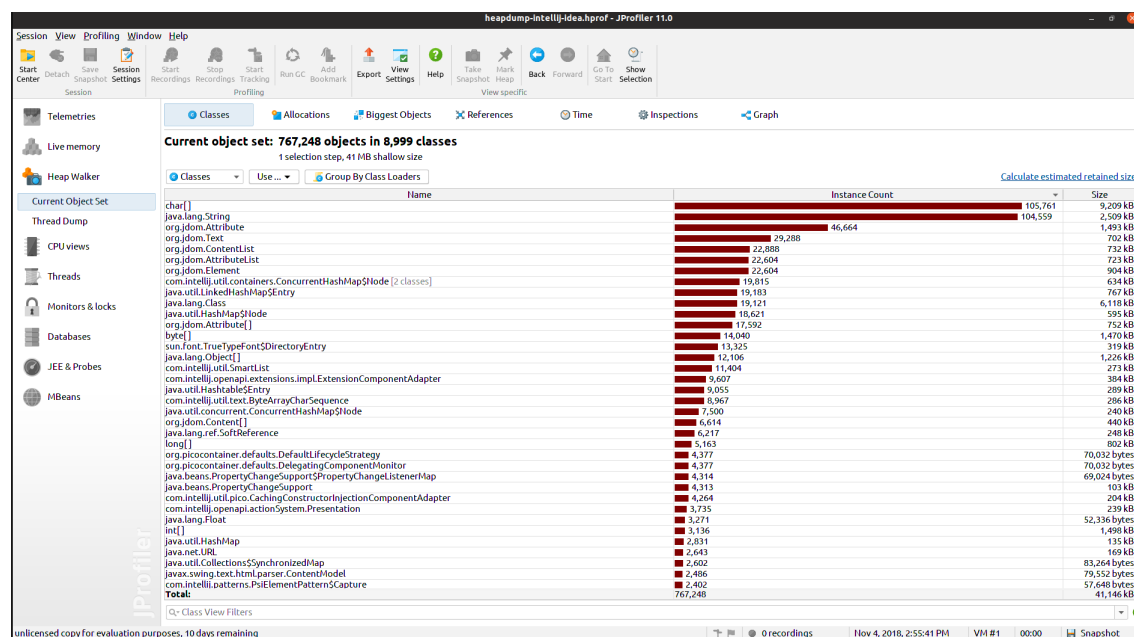 heapdump-intellij-idea.hprof - JProfiler 11.0
Session View Profiling Window Help
Start Center
Detach
Save Snapshot
Session Settings
Start Recordings
Stop Recordings
Start Tracking
Run GC
Add Bookmark
Export
View Settings
Help
Take Snapshot
Mark Heap
Back
Forward
Go To Start
Show Selection
Session
Profiling
View specific
Telemetries
Live memory
Heap Walker
Current Object Set
Thread Dump
CPU views
Threads
Monitors & locks
Databases
JEE & Probes
MBeans
JProfiler
Classes Allocations Biggest Objects References Time Inspections Graph
Current object set: 767,248 objects in 8,999 classes
1 selection step, 41 MB shallow size
Classes Use ... Group By Class Loaders Calculate estimated retained size
Name Instance Count Size
char[] 105,761 9,209 kB
java.lang.String 104,559 2,509 kB
org.jdom.Attribute 46,664 1,493 kB
org.jdom.Text 29,288 702 kB
org.jdom.ContentList 22,888 732 kB
org.jdom.AttributeList 22,604 723 kB
org.jdom.Element 22,604 904 kB
com.intellij.util.containers.ConcurrentHashMap$Node [2 classes] 19,815 634 kB
java.util.LinkedHashMap$Entry 19,183 767 kB
java.lang.Class 19,121 6,118 kB
java.util.HashMap$Node 18,621 595 kB
org.jdom.Attribute[] 17,592 752 kB
byte[] 14,040 1,470 kB
sun.font.TrueTypeFont$DirectoryEntry 13,325 319 kB
java.lang.Object[] 12,106 1,226 kB
com.intellij.util.SmartList 11,404 273 kB
com.intellij.openapi.extensions.impl.ExtensionComponentAdapter 9,607 384 kB
java.util.Hashtable$Entry 9,055 289 kB
com.intellij.util.text.ByteArrayCharSequence 8,967 286 kB
java.util.concurrent.ConcurrentHashMap$Node 7,500 240 kB
org.jdom.Content[] 6,614 440 kB
java.lang.ref.SoftReference 6,217 248 kB
long[] 5,163 802 kB
org.picocontainer.defaults.DefaultLifecycleStrategy 4,377 70,032 bytes
org.picocontainer.defaults.DelegatingComponentMonitor 4,377 70,032 bytes
java.beans.PropertyChangeSupport$PropertyChangeListenerMap 4,314 69,024 bytes
java.beans.PropertyChangeSupport 4,313 103 kB
com.intellij.util.pico.CachingConstructorInjectionComponentAdapter 4,264 204 kB
com.intellij.openapi.actionSystem.Presentation 3,735 239 kB
java.lang.Float 3,271 52,336 bytes
int[] 3,136 1,498 kB
java.util.HashMap 2,831 135 kB
java.net.URL 2,643 169 kB
java.util.Collections$SynchronizedMap 2,602 83,264 bytes
javax.swing.text.html.parser.ContentModel 2,486 79,552 bytes
com.intellij.patterns.PsiElementPattern$Capture 2,402 57,648 bytes
Total: 767,248 41,146 kB
Class View Filters
unlicensed copy for evaluation purposes, 10 days remaining 0 recordings Nov 4, 2018, 2:55:41 PM VM #1 00:00 Snapshot